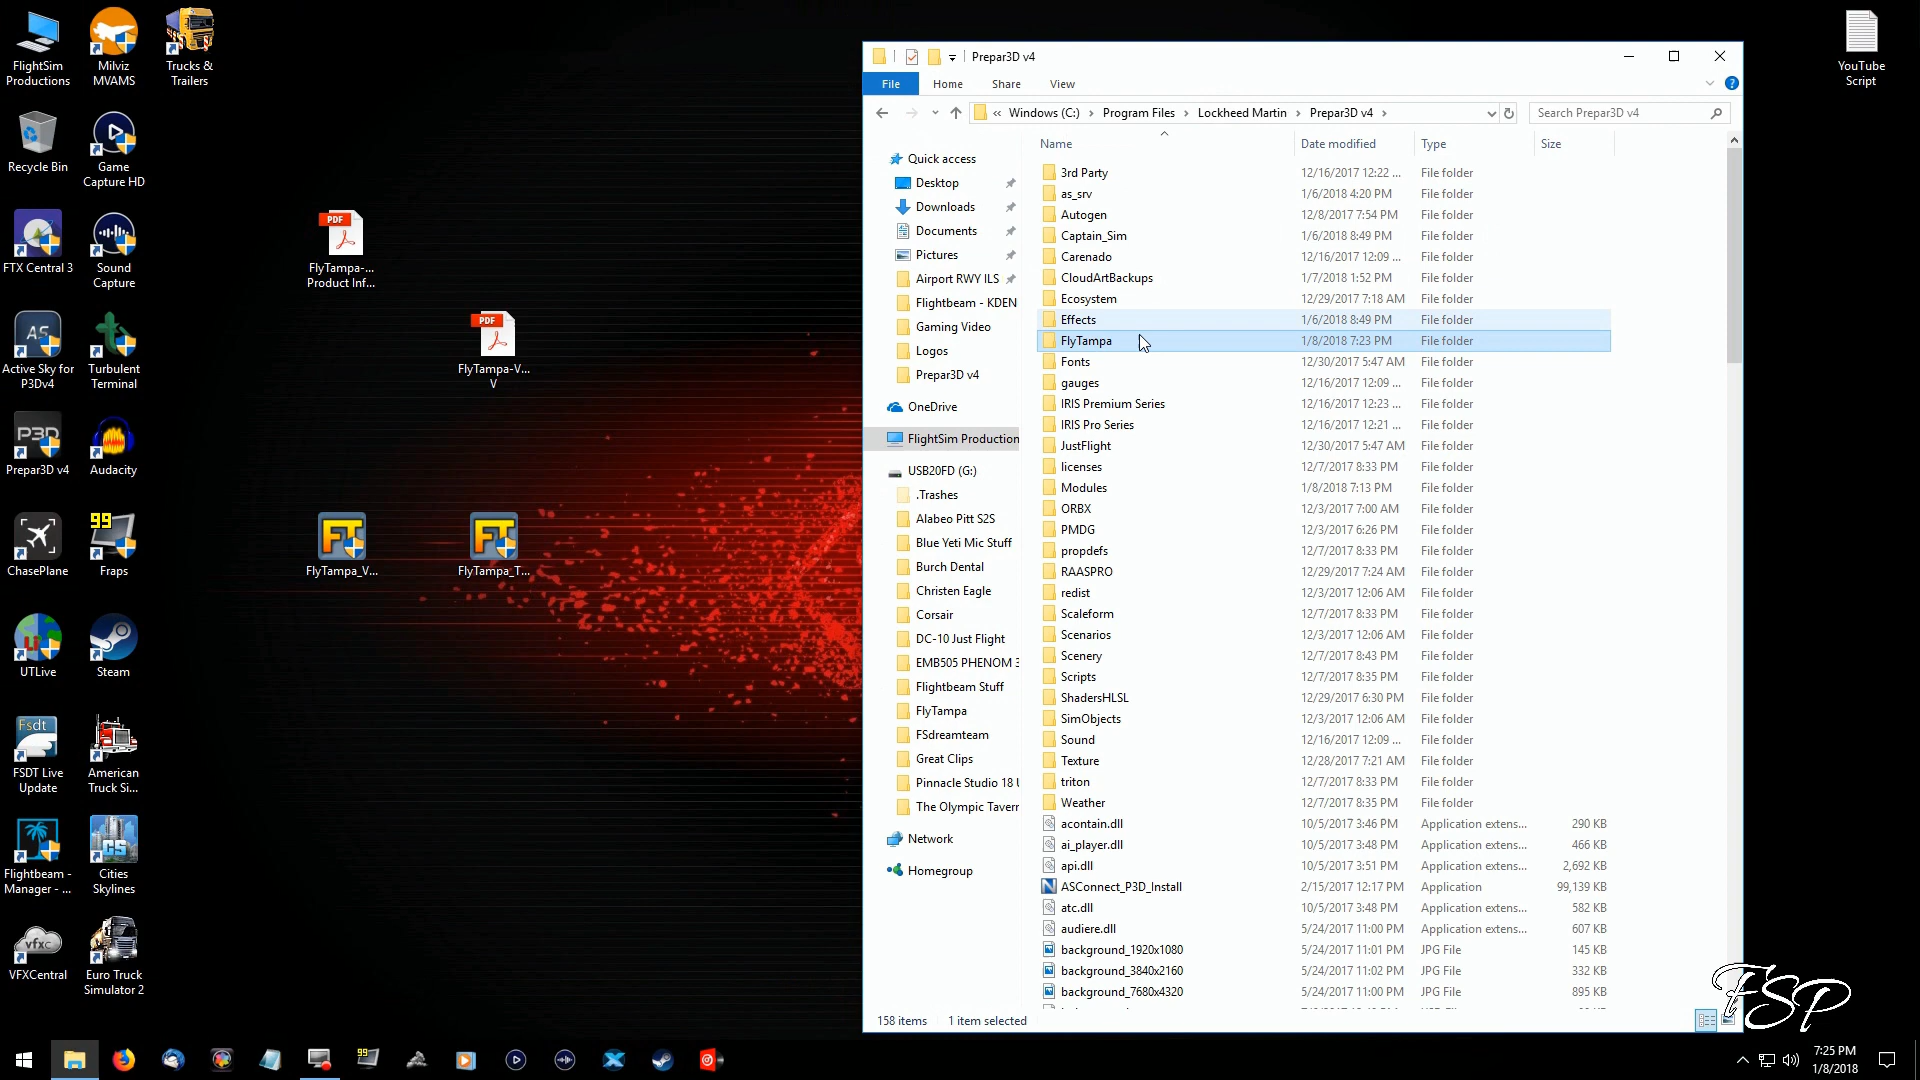 FlightSim
Productions
Milviz
MVAMS
Trucks &
Trailers
YouTube
Script
Recycle Bin
Game
Capture HD
FTX Central 3
Sound
Capture
AS
Active Sky for
P3Dv4
Turbulent
Terminal
P3D
Prepar3D v4
Audacity
ChasePlane
99
Fraps
UTLive
Steam
Fsdt
FSDT Live
Update
American
Truck Si...
Flightbeam -
Manager - ...
CS
Cities
Skylines
vfxc
VFXCentral
Euro Truck
Simulator 2
PDF
FlyTampa-...
Product Inf...
PDF
FlyTampa-V...
V
FT
FlyTampa_V...
FT
FlyTampa_T...
Prepar3D v4
File Home Share View
« Windows (C:) Program Files Lockheed Martin Prepar3D v4
Search Prepar3D v4
Quick access
Desktop
Downloads
Documents
Pictures
Airport RWY ILS
Flightbeam - KDEN
Gaming Video
Logos
Prepar3D v4
OneDrive
FlightSim Production
USB20FD (G:)
.Trashes
Alabeo Pitt S2S
Blue Yeti Mic Stuff
Burch Dental
Christen Eagle
Corsair
DC-10 Just Flight
EMB505 PHENOM 3
Flightbeam Stuff
FlyTampa
FSdreamteam
Great Clips
Pinnacle Studio 18 U
The Olympic Tavern
Network
Homegroup
Name Date modified Type Size
3rd Party 12/16/2017 12:22 ... File folder
as_srv 1/6/2018 4:20 PM File folder
Autogen 12/8/2017 7:54 PM File folder
Captain_Sim 1/6/2018 8:49 PM File folder
Carenado 12/16/2017 12:09 ... File folder
CloudArtBackups 1/7/2018 1:52 PM File folder
Ecosystem 12/29/2017 7:18 AM File folder
Effects 1/6/2018 8:49 PM File folder
FlyTampa 1/8/2018 7:23 PM File folder
Fonts 12/30/2017 5:47 AM File folder
gauges 12/16/2017 12:09 ... File folder
IRIS Premium Series 12/16/2017 12:23 ... File folder
IRIS Pro Series 12/16/2017 12:21 ... File folder
JustFlight 12/30/2017 5:47 AM File folder
licenses 12/7/2017 8:33 PM File folder
Modules 1/8/2018 7:13 PM File folder
ORBX 12/3/2017 7:00 AM File folder
PMDG 12/3/2017 6:26 PM File folder
propdefs 12/7/2017 8:33 PM File folder
RAASPRO 12/29/2017 7:24 AM File folder
redist 12/3/2017 12:06 AM File folder
Scaleform 12/7/2017 8:33 PM File folder
Scenarios 12/3/2017 12:06 AM File folder
Scenery 12/7/2017 8:43 PM File folder
Scripts 12/7/2017 8:35 PM File folder
ShadersHLSL 12/29/2017 6:30 PM File folder
SimObjects 12/3/2017 12:06 AM File folder
Sound 12/16/2017 12:09 ... File folder
Texture 12/28/2017 7:21 AM File folder
triton 12/7/2017 8:33 PM File folder
Weather 12/7/2017 8:35 PM File folder
acontain.dll 10/5/2017 3:46 PM Application extens... 290 KB
ai_player.dll 10/5/2017 3:48 PM Application extens... 466 KB
api.dll 10/5/2017 3:51 PM Application extens... 2,692 KB
ASConnect_P3D_Install 2/15/2017 12:17 PM Application 99,139 KB
atc.dll 10/5/2017 3:48 PM Application extens... 582 KB
audiere.dll 5/24/2017 11:00 PM Application extens... 607 KB
background_1920x1080 5/24/2017 11:01 PM JPG File 145 KB
background_3840x2160 5/24/2017 11:02 PM JPG File 332 KB
background_7680x4320 5/24/2017 11:00 PM JPG File 895 KB
158 items 1 item selected
FSP
99
7:25 PM
1/8/2018